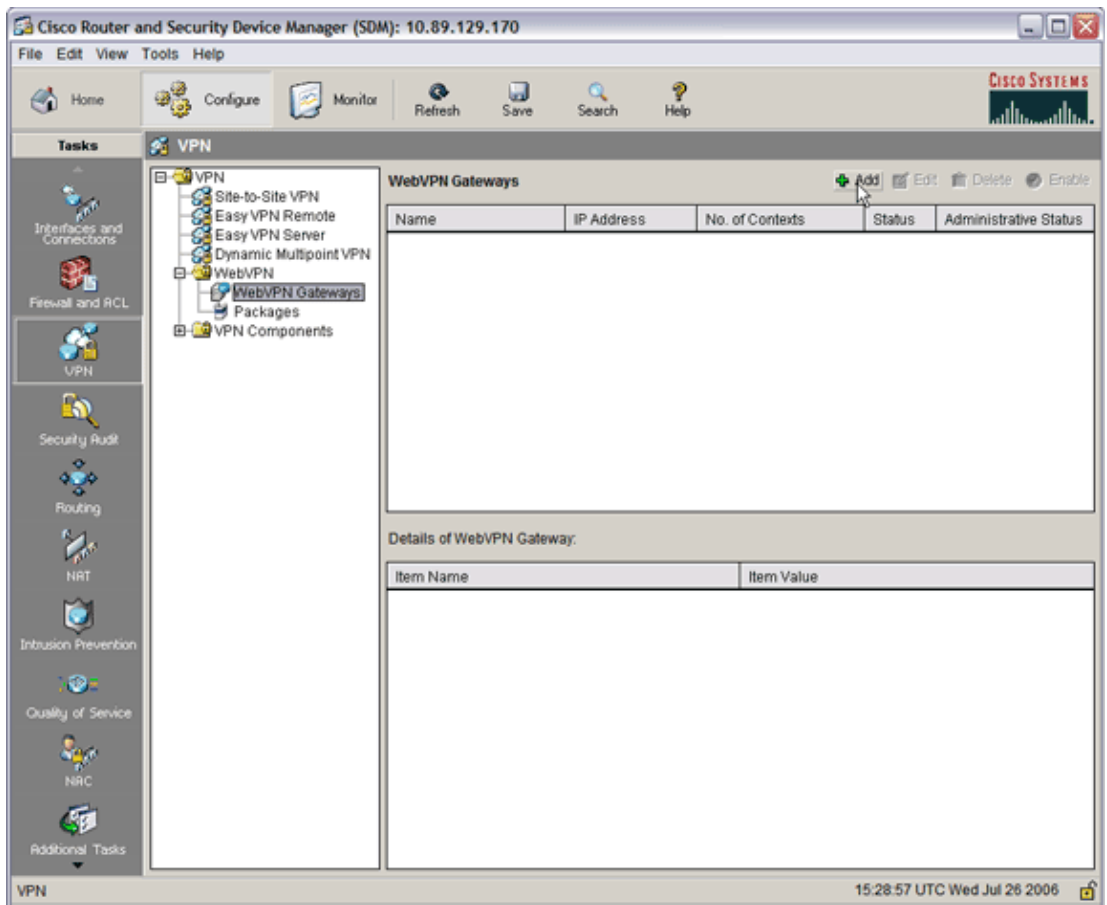 Cisco Router and Security Device Manager (SDM): 10.89.129.170
File Edit View Tools Help
Home
Configure
Monitor
Refresh
Save
Search
Help
CISCO SYSTEMS
Tasks
VPN
Interfaces and Connections
Firewall and ACL
VPN
Security Audit
Routing
NAT
Intrusion Prevention
Quality of Service
NAC
Additional Tasks
VPN
Site-to-Site VPN
Easy VPN Remote
Easy VPN Server
Dynamic Multipoint VPN
WebVPN
WebVPN Gateways
Packages
VPN Components
WebVPN Gateways
Add Edit Delete Enable
Name IP Address No. of Contexts Status Administrative Status
Details of WebVPN Gateway:
Item Name Item Value
VPN
15:28:57 UTC Wed Jul 26 2006